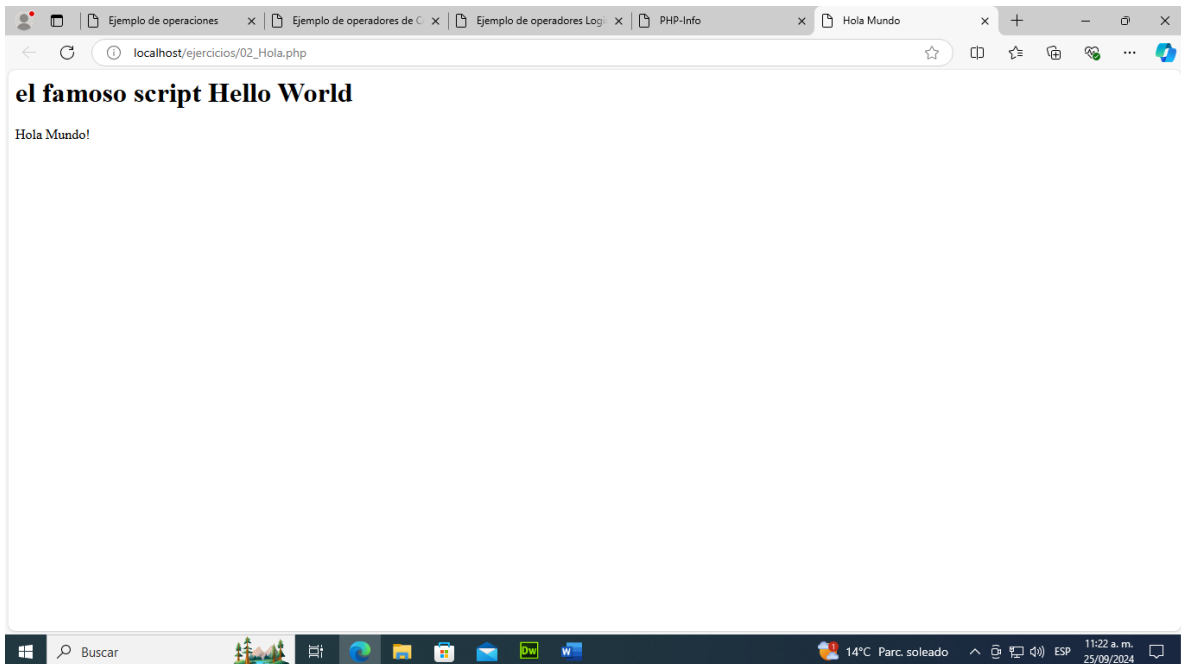 Ejemplo de operaciones
Ejemplo de operadores de C
Ejemplo de operadores Logi
PHP-Info
Hola Mundo
localhost/ejercicios/02_Hola.php
el famoso script Hello World
Hola Mundo!
Buscar
Dw
W
14°C Parc. soleado
ESP
11:22 a. m.
25/09/2024